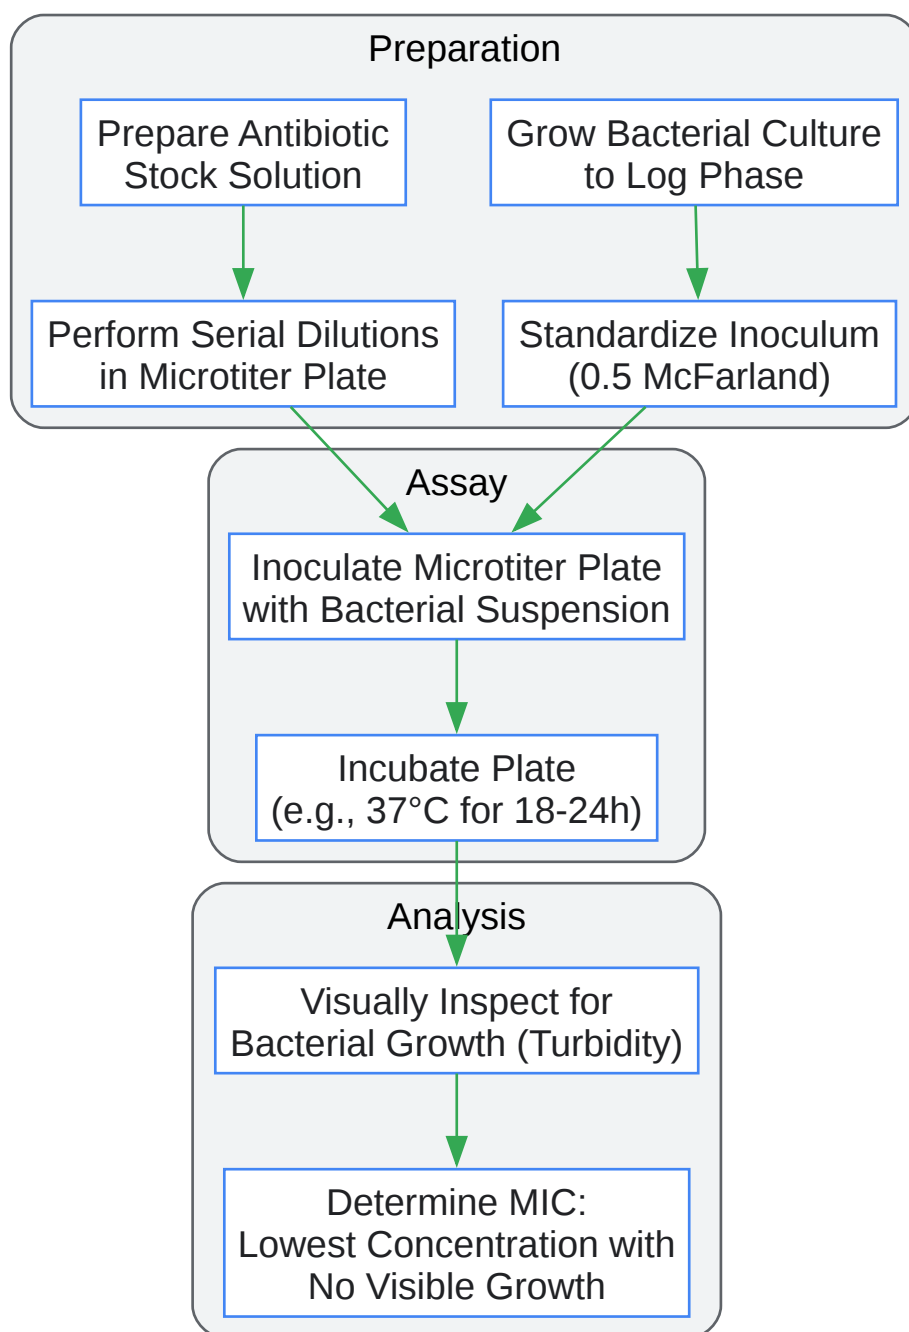 Preparation
Prepare Antibiotic
Stock Solution
Grow Bacterial Culture
to Log Phase
Perform Serial Dilutions
in Microtiter Plate
Standardize Inoculum
(0.5 McFarland)
Assay
Inoculate Microtiter Plate
with Bacterial Suspension
Incubate Plate
(e.g., 37°C for 18-24h)
Analysis
Visually Inspect for
Bacterial Growth (Turbidity)
Determine MIC:
Lowest Concentration with
No Visible Growth